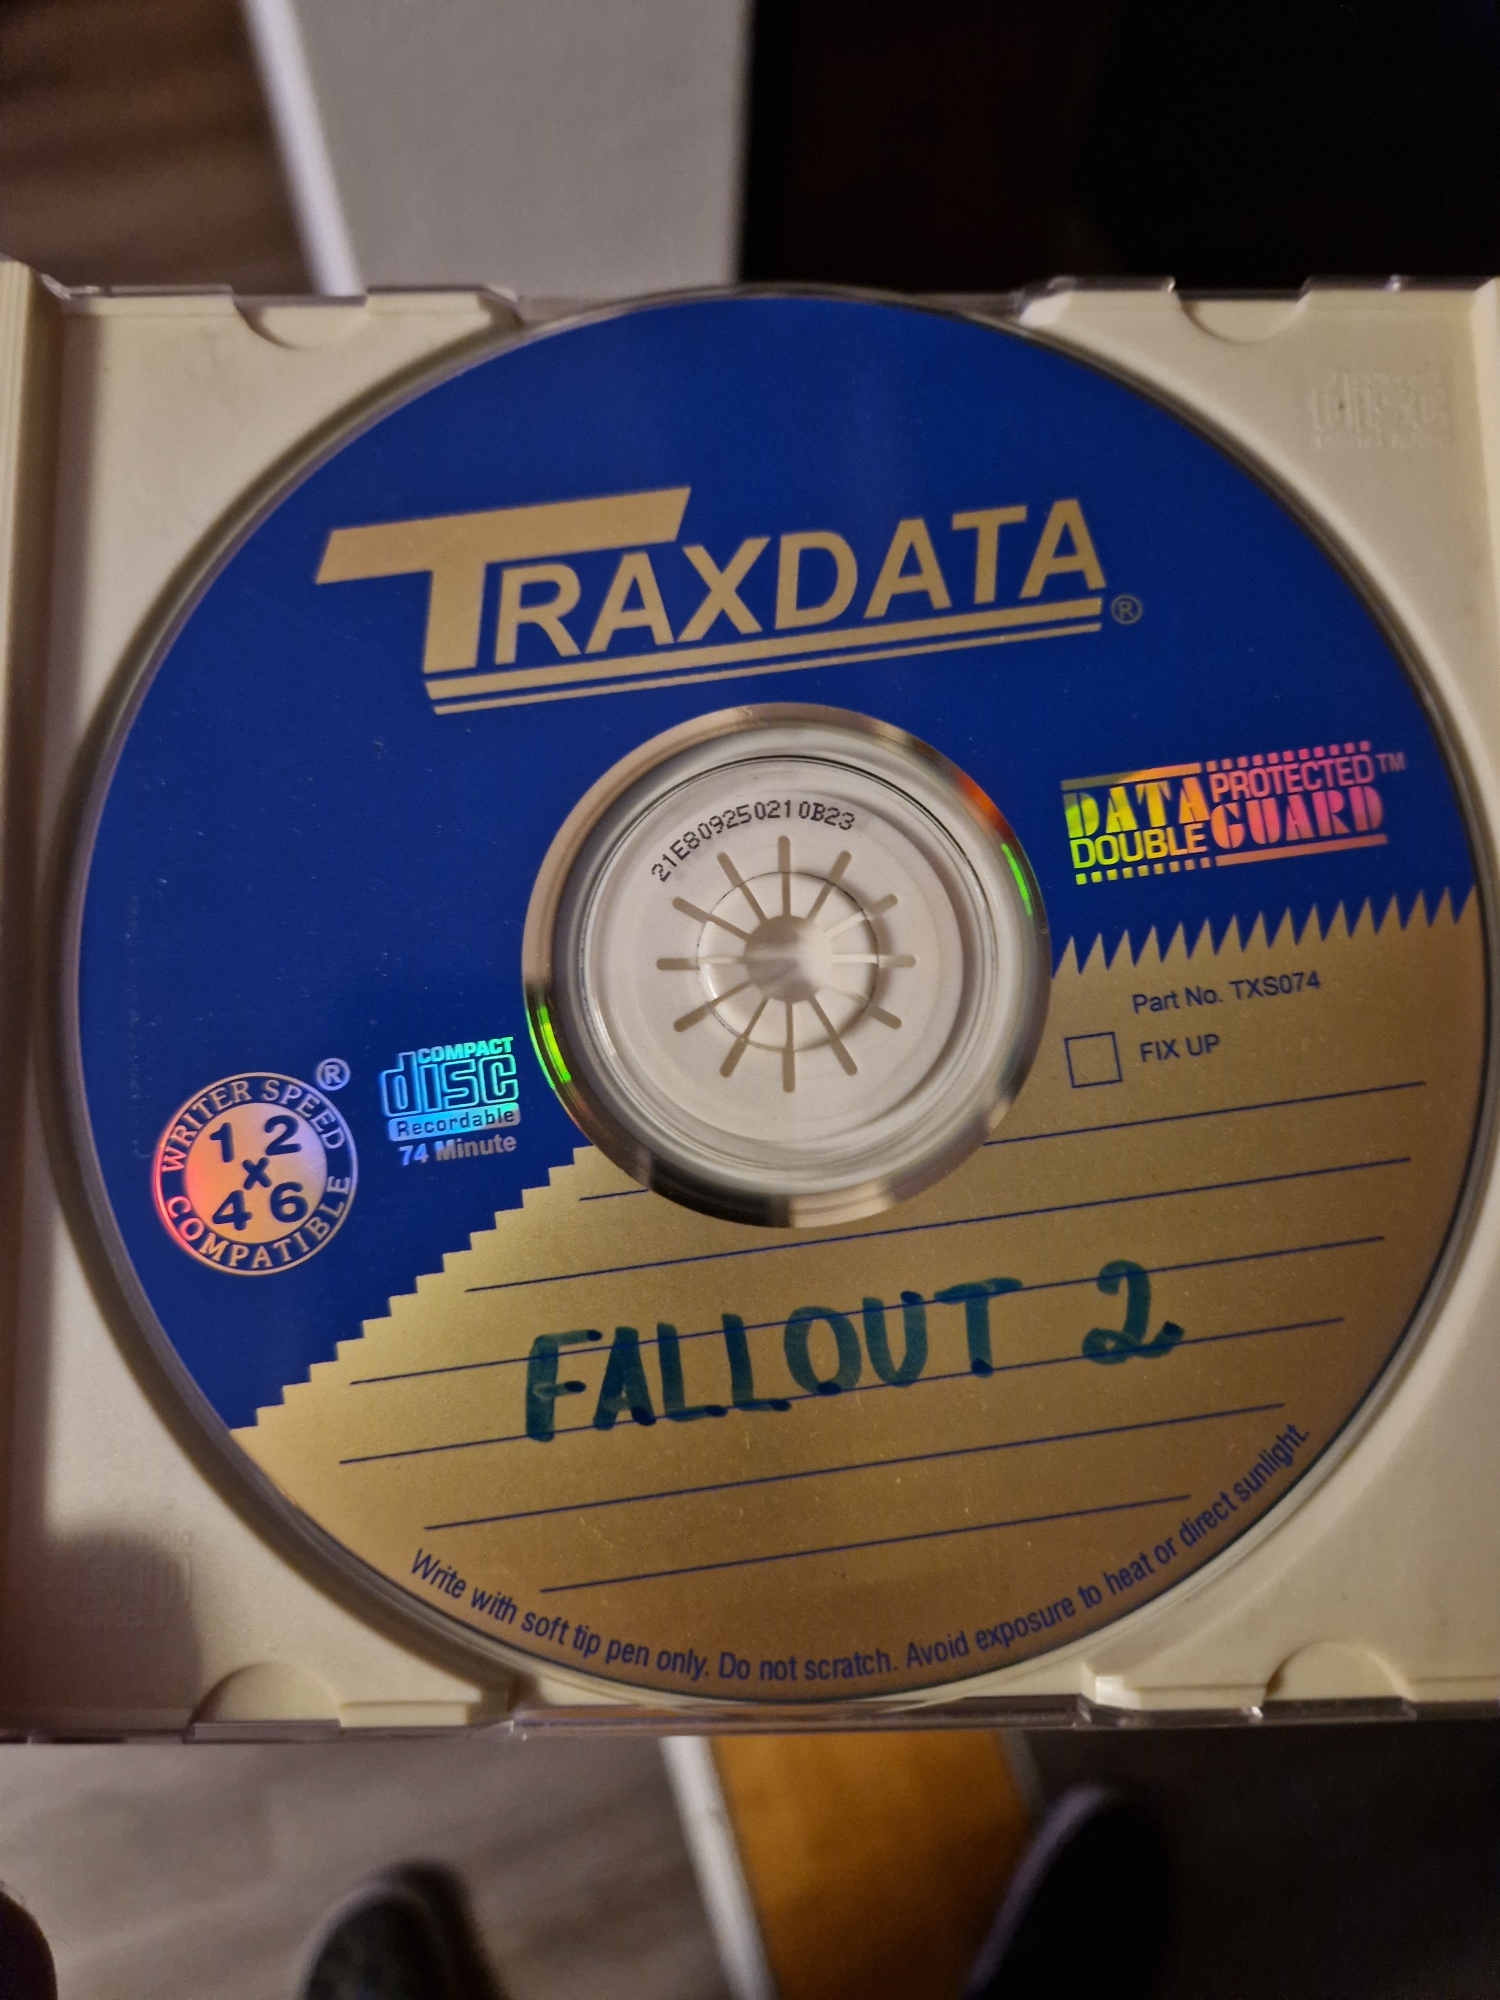 disc
TRAXDATA®
DATA PROTECTED™
DOUBLE GUARD
21E809250210B23
Part No. TXS074
FIX UP
COMPACT
disc
Recordable
74 Minute
WRITER SPEED ®
1 2
x
4 6
COMPATIBLE
FALLOUT 2
Write with soft tip pen only. Do not scratch. Avoid exposure to heat or direct sunlight.